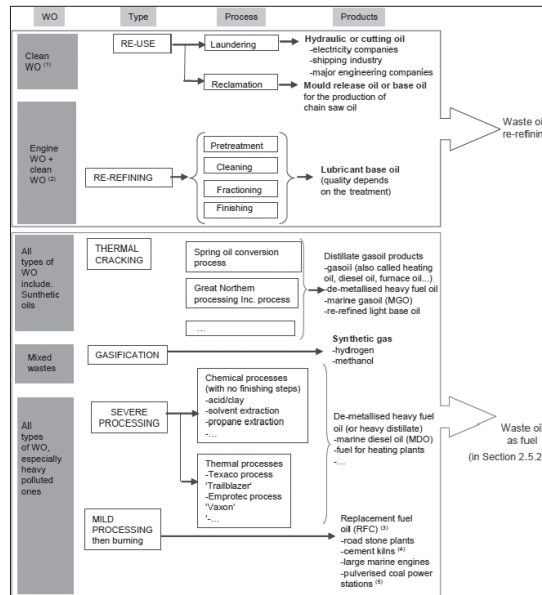 WO
Type
Process
Products
Clean
WO (1)
RE-USE
Laundering
Hydraulic or cutting oil
-electricity companies
-shipping industry
-major engineering companies
Reclamation
Mould release oil or base oil
for the production of
chain saw oil
Waste oil
re-refining
Engine
WO +
clean
WO (2)
RE-REFINING
Pretreatment
Cleaning
Fractioning
Finishing
Lubricant base oil
(quality depends
on the treatment)
All
types of
WO
include.
Sunthetic
oils
THERMAL
CRACKING
Spring oil conversion
process
Great Northern
processing Inc. process
...
Distillate gasoil products
-gasoil (also called heating
oil, diesel oil, furnace oil...)
-de-metallised heavy fuel oil
-marine gasoil (MGO)
-re-refined light base oil
Mixed
wastes
GASIFICATION
Synthetic gas
-hydrogen
-methanol
All
types
of WO,
especially
heavy
polluted
ones
SEVERE
PROCESSING
Chemical processes
(with no finishing steps)
-acid/clay
-solvent extraction
-propane extraction
-...
Thermal processes
-Texaco process
'Trailblazer'
-Emprotec process
'Vaxon'
'-...
De-metallised heavy fuel
oil (or heavy distillate)
-marine diesel oil (MDO)
-fuel for heating plants
-...
Waste oil
as fuel
(in Section 2.5.2
MILD
PROCESSING
then burning
Replacement fuel
oil (RFC) (3)
-road stone plants
-cement kilns (4)
-large marine engines
-pulverised coal power
stations (5)